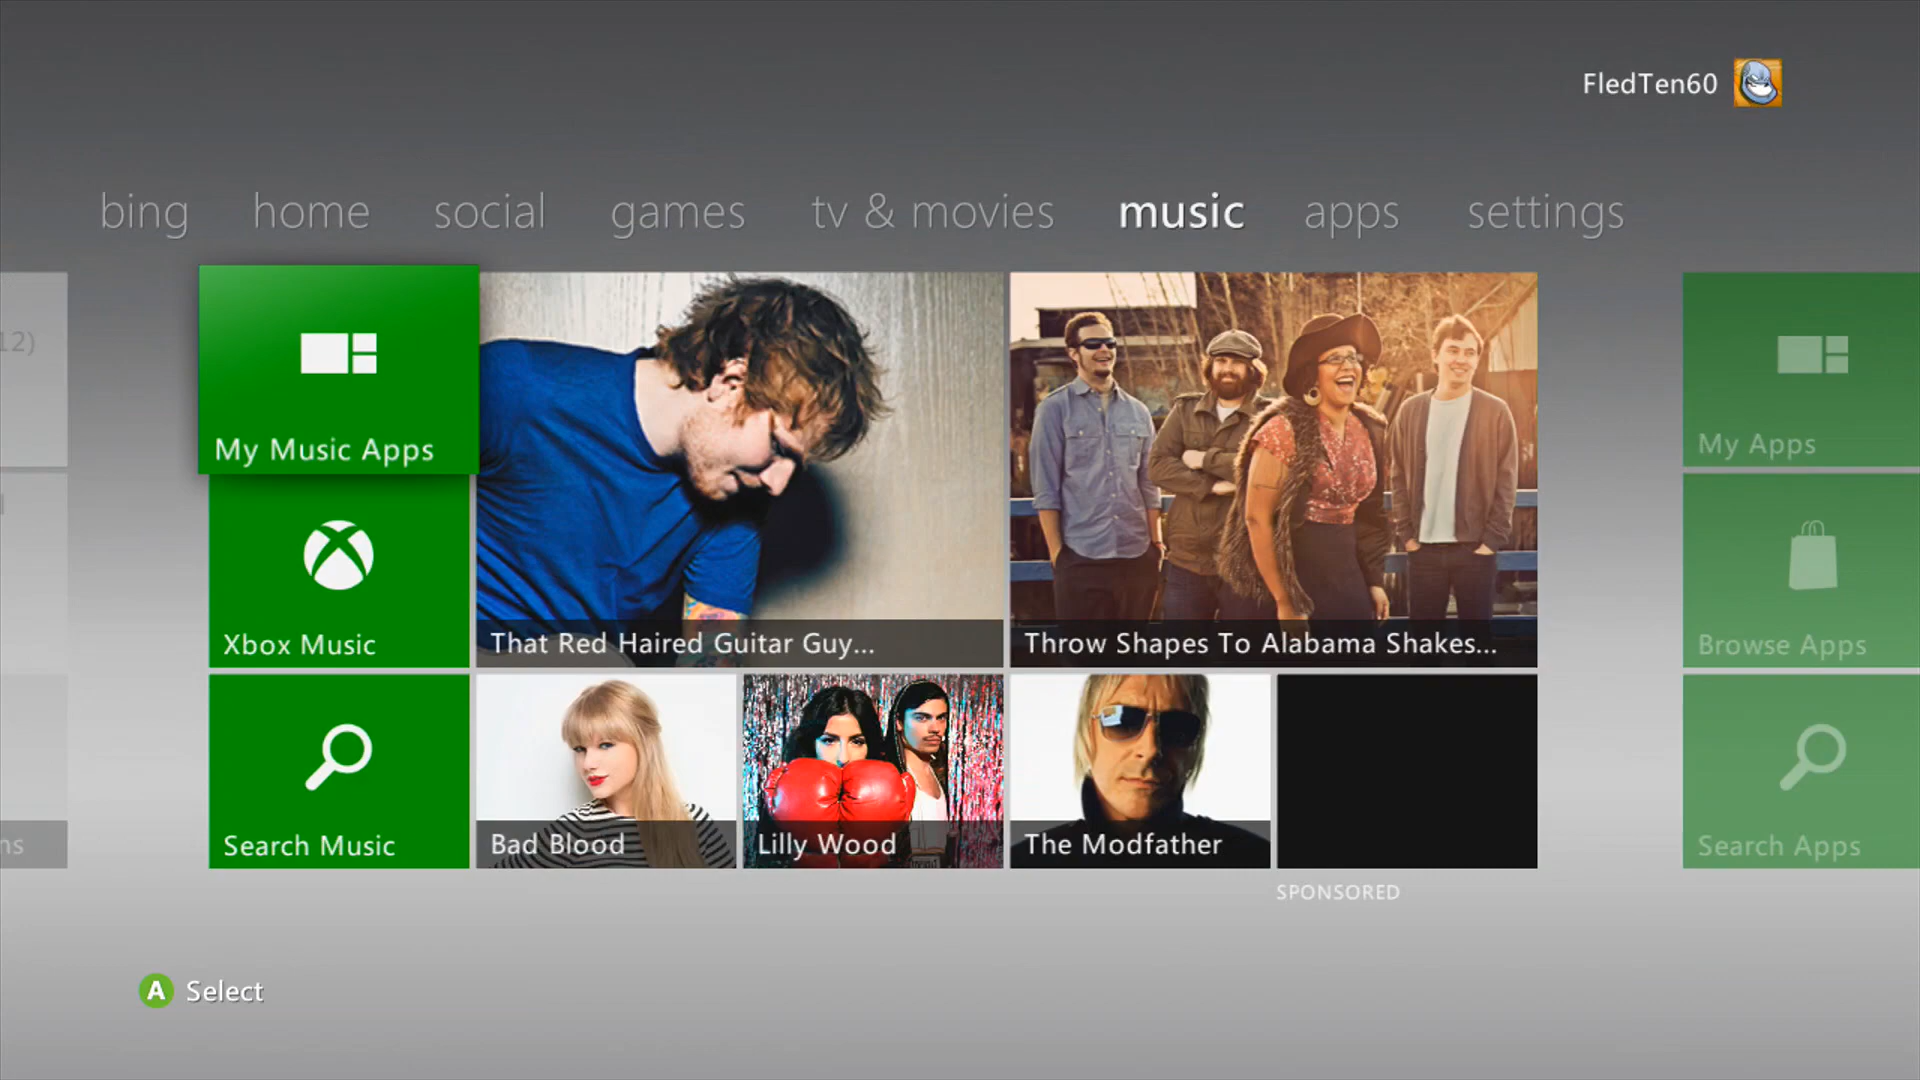 FledTen60
bing home social games tv & movies music apps settings
12)
My Music Apps
Xbox Music
Search Music
That Red Haired Guitar Guy...
Throw Shapes To Alabama Shakes...
Bad Blood
Lilly Wood
The Modfather
SPONSORED
My Apps
Browse Apps
Search Apps
ns
A Select